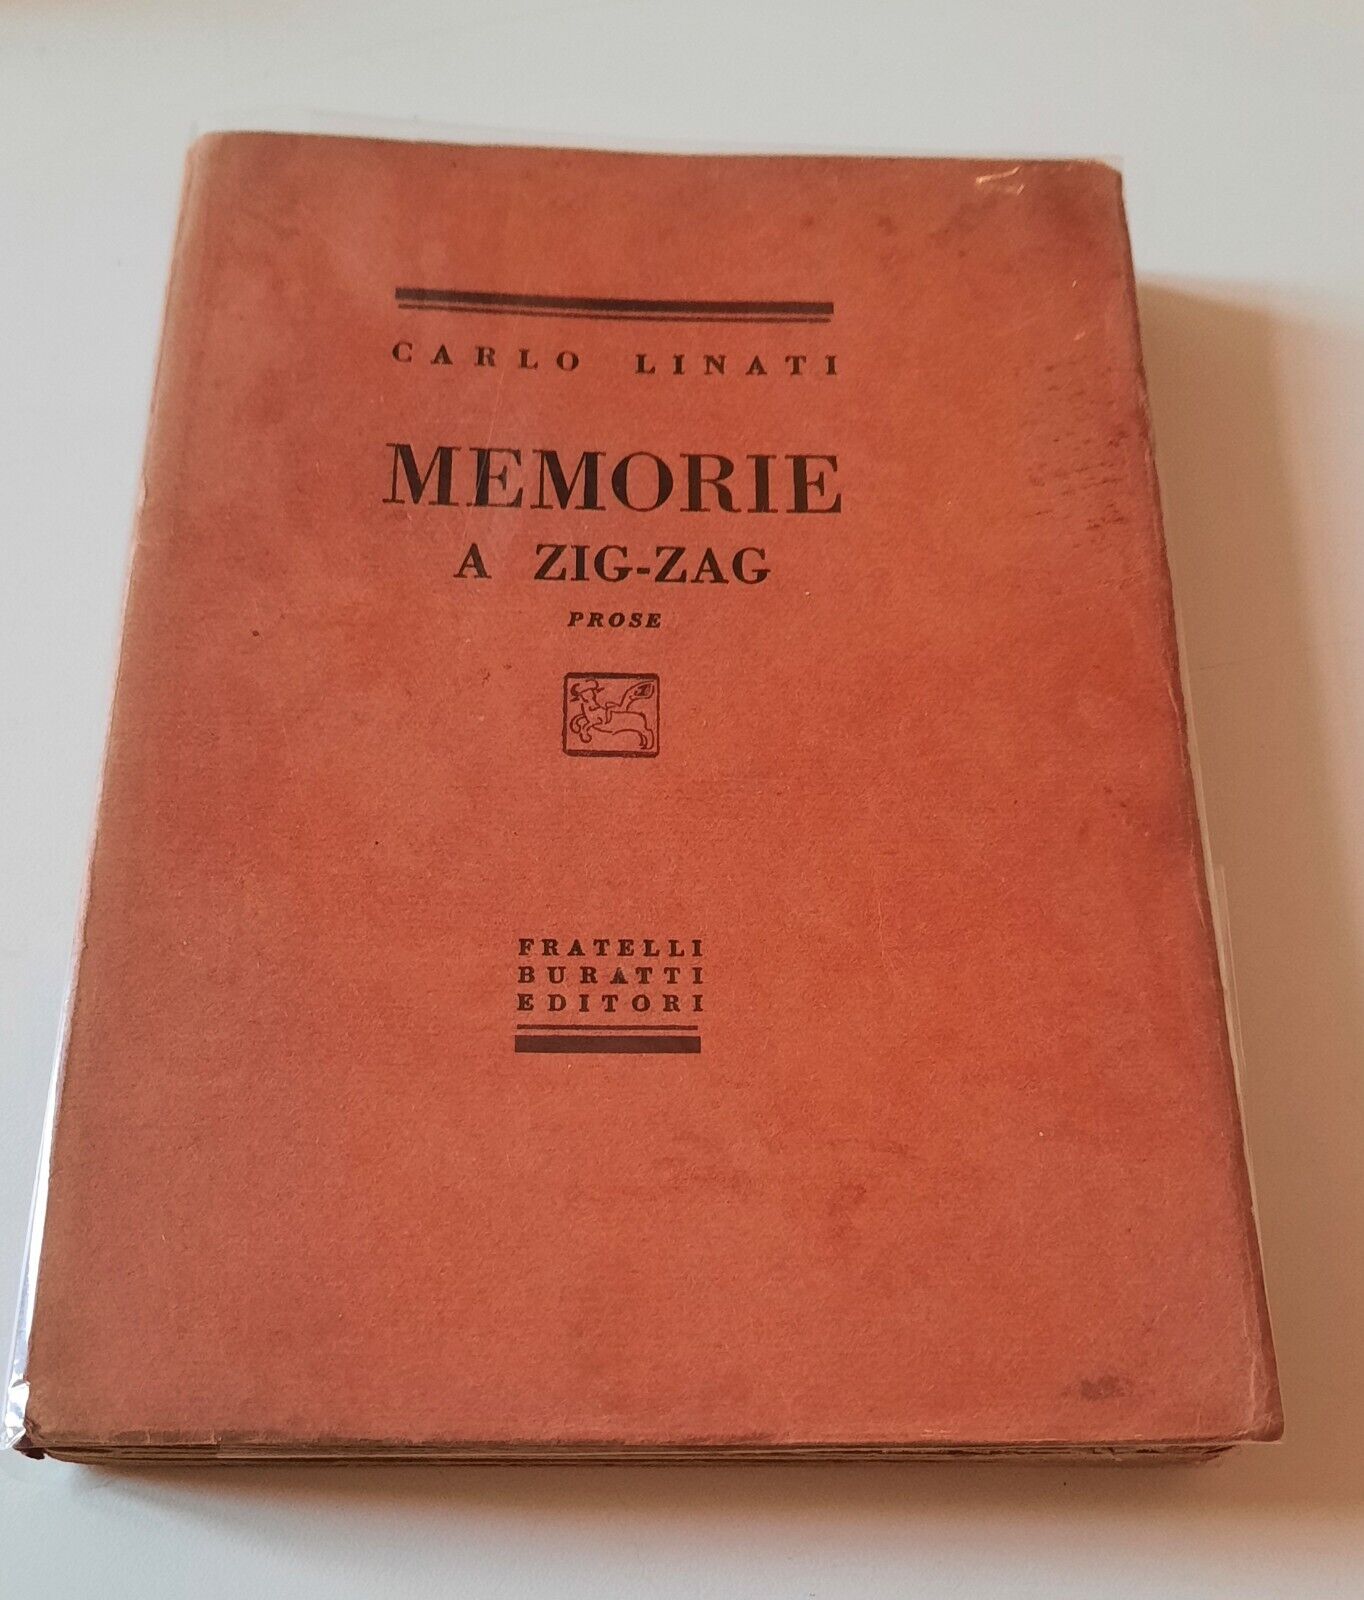 CARLO LINATI
MEMORIE
A ZIG-ZAG
PROSE
FRATELLI
BURATTI
EDITORI